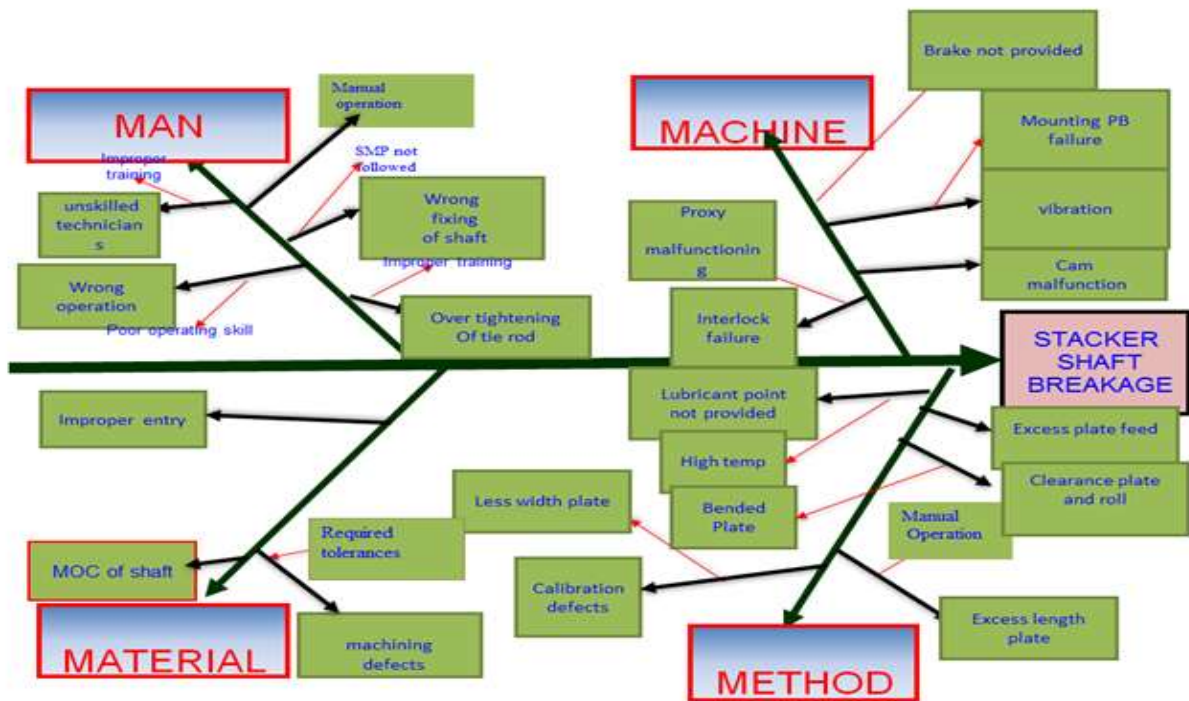 Brake not provided
Manual
operation
MAN
MACHINE
Mounting PB
failure
Improper
training
SMP not
followed
unskilled
technician
s
Wrong
fixing
of shaft
Proxy
malfunctionin
g
vibration
Wrong
operation
Improper training
Cam
malfunction
Poor operating skill
Over tightening
Of tie rod
Interlock
failure
STACKER
SHAFT
BREAKAGE
Improper entry
Lubricant point
not provided
Excess plate feed
High temp
Clearance plate
and roll
Less width plate
Bended
Plate
Manual
Operation
Required
tolerances
MOC of shaft
Calibration
defects
Excess length
plate
MATERIAL
machining
defects
METHOD